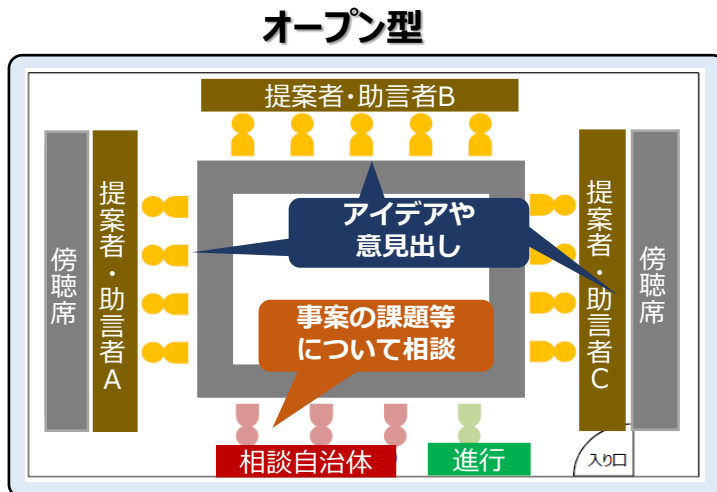 オープン型
提案者・助言者B
傍聴席
提案者・助言者A
アイデアや
意見出し
提案者・助言者C
傍聴席
事案の課題等
について相談
相談自治体
進行
入り口